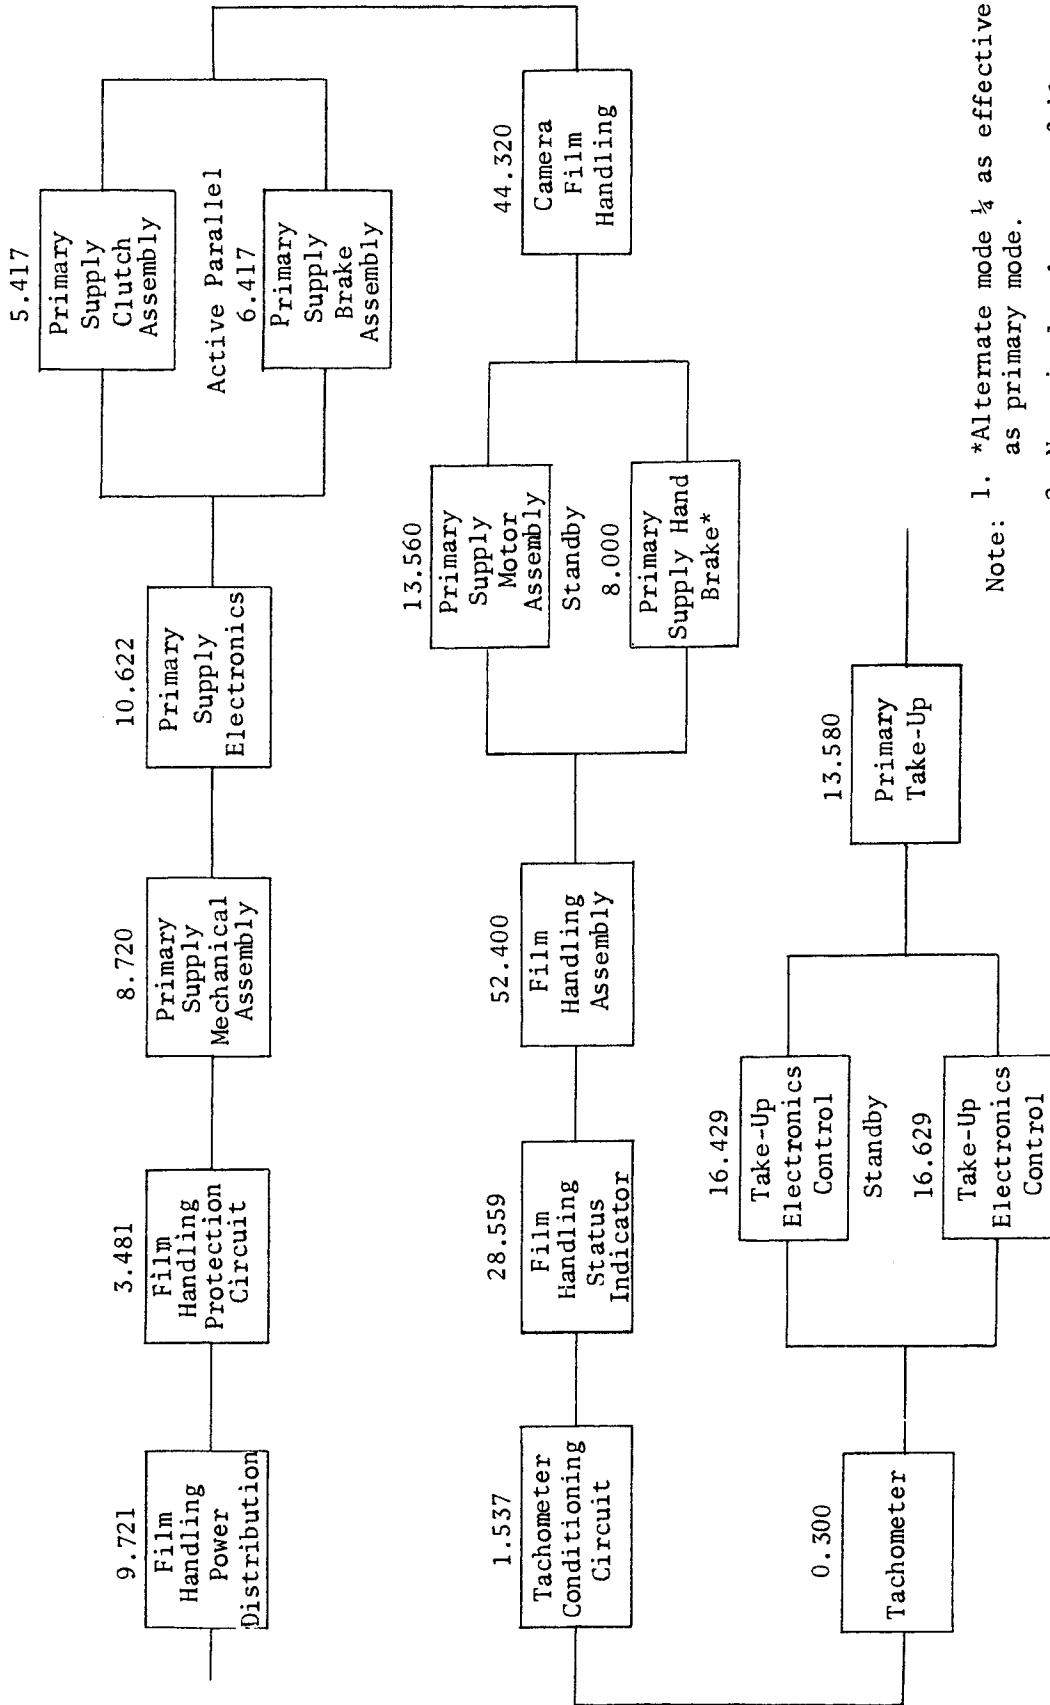 9.721
Film
Handling
Power
Distribution
3.481
Film
Handling
Protection
Circuit
8.720
Primary
Supply
Mechanical
Assembly
10.622
Primary
Supply
Electronics
5.417
Primary
Supply
Clutch
Assembly
Active Parallel
6.417
Primary
Supply
Brake
Assembly
44.320
Camera
Film
Handling
13.560
Primary
Supply
Motor
Assembly
Standby
8.000
Primary
Supply Hand
Brake*
52.400
Film
Handling
Assembly
28.559
Film
Handling
Status
Indicator
1.537
Tachometer
Conditioning
Circuit
0.300
Tachometer
16.429
Take-Up
Electronics
Control
Standby
16.629
Take-Up
Electronics
Control
13.580
Primary
Take-Up
Note: 1. *Alternate mode ¼ as effective
as primary mode.